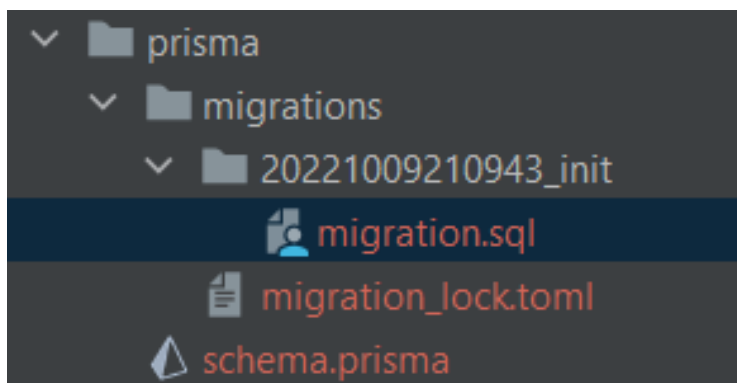 prisma
migrations
20221009210943_init
migration.sql
migration_lock.toml
schema.prisma